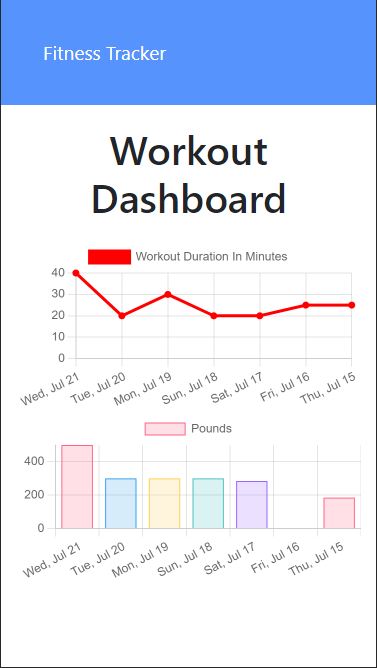 Fitness Tracker
Workout
Dashboard
Workout Duration In Minutes
40
30
20
10
0
Wed, Jul 21
Tue, Jul 20
Mon, Jul 19
Sun, Jul 18
Sat, Jul 17
Fri, Jul 16
Thu, Jul 15
Pounds
400
200
0
Wed, Jul 21
Tue, Jul 20
Mon, Jul 19
Sun, Jul 18
Sat, Jul 17
Fri, Jul 16
Thu, Jul 15